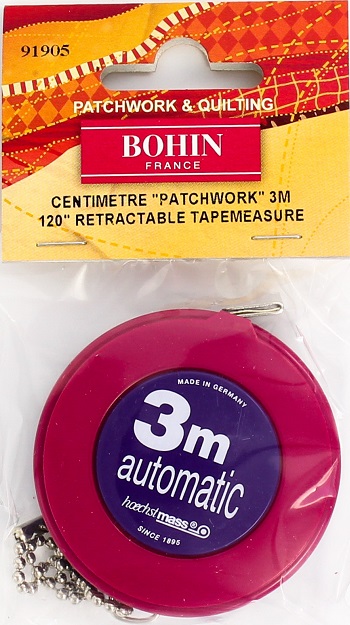 91905
PATCHWORK & QUILTING
BOHIN
FRANCE
CENTIMETRE "PATCHWORK" 3M
120" RETRACTABLE TAPEMEASURE
MADE IN GERMANY
3m
automatic
hoechstmass®
SINCE 1895